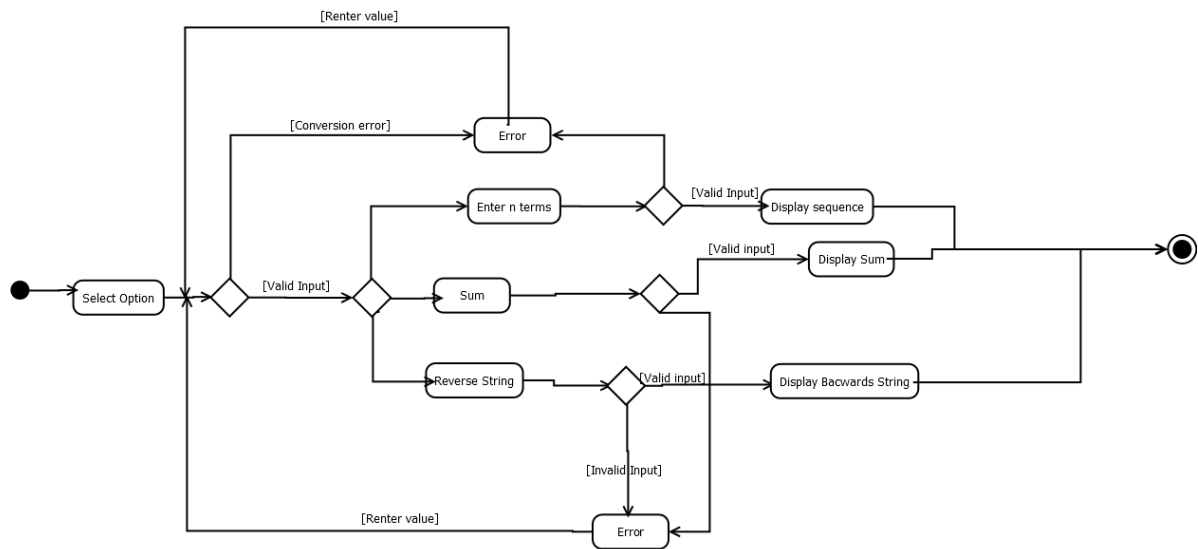 [Renter value]
[Conversion error]
Error
Enter n terms
[Valid Input]
Display sequence
[Valid input]
Display Sum
Select Option
[Valid Input]
Sum
Reverse String
[Valid input]
Display Bacwards String
[Invalid Input]
[Renter value]
Error